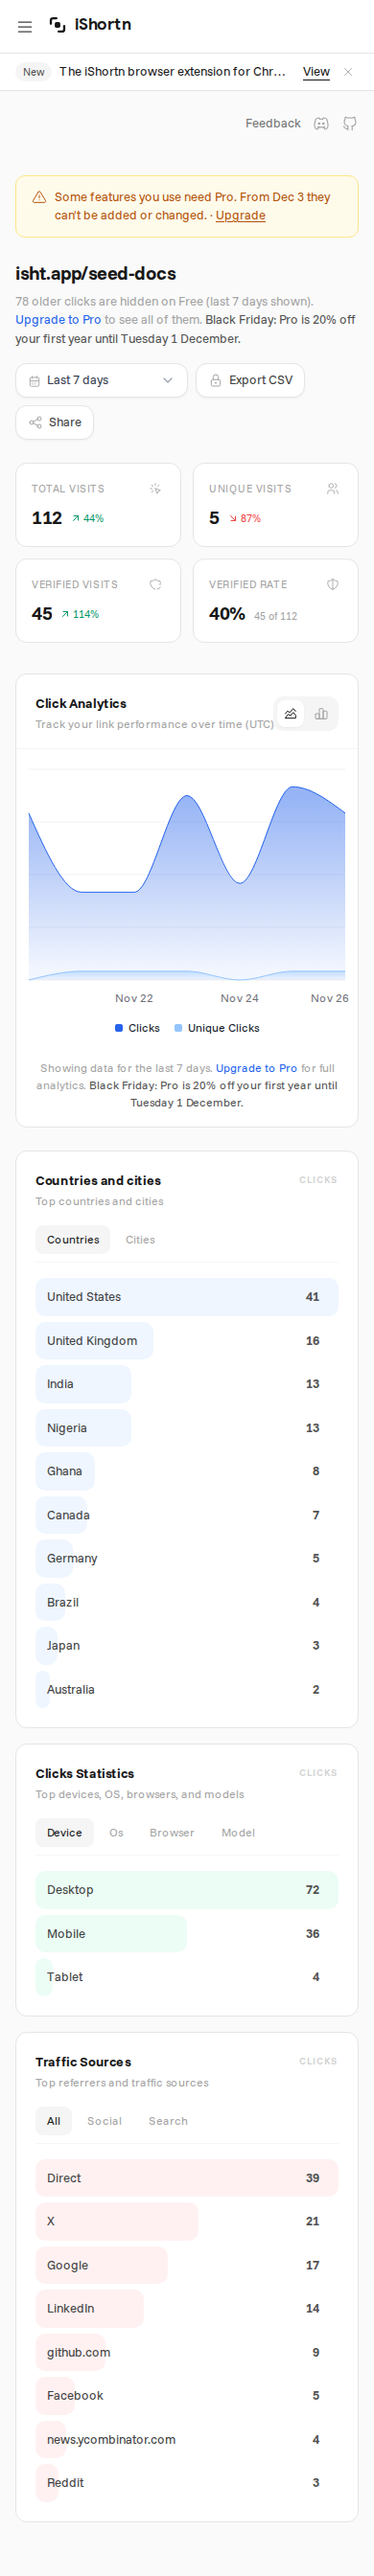 IShortn
New The iShortn browser extension for Chr... View
Feedback
Some features you use need Pro. From Dec 3 they
can't be added or changed. · Upgrade
isht.app/seed-docs
78 older clicks are hidden on Free (last 7 days shown).
Upgrade to Pro to see all of them. Black Friday: Pro is 20% off
your first year until Tuesday 1 December.
Last 7 days Export CSV
Share
TOTAL VISITS UNIQUE VISITS
112 44% 5 87%
VERIFIED VISITS VERIFIED RATE
45 114% 40% 45 of 112
Click Analytics
Track your link performance over time (UTC)
Nov 22 Nov 24 Nov 26
Clicks Unique Clicks
Showing data for the last 7 days. Upgrade to Pro for full
analytics. Black Friday: Pro is 20% off your first year until
Tuesday 1 December.
Countries and cities CLICKS
Top countries and cities
Countries Cities
United States 41
United Kingdom 16
India 13
Nigeria 13
Ghana 8
Canada 7
Germany 5
Brazil 4
Japan 3
Australia 2
Clicks Statistics CLICKS
Top devices, OS, browsers, and models
Device Os Browser Model
Desktop 72
Mobile 36
Tablet 4
Traffic Sources CLICKS
Top referrers and traffic sources
All Social Search
Direct 39
X 21
Google 17
LinkedIn 14
github.com 9
Facebook 5
news.ycombinator.com 4
Reddit 3